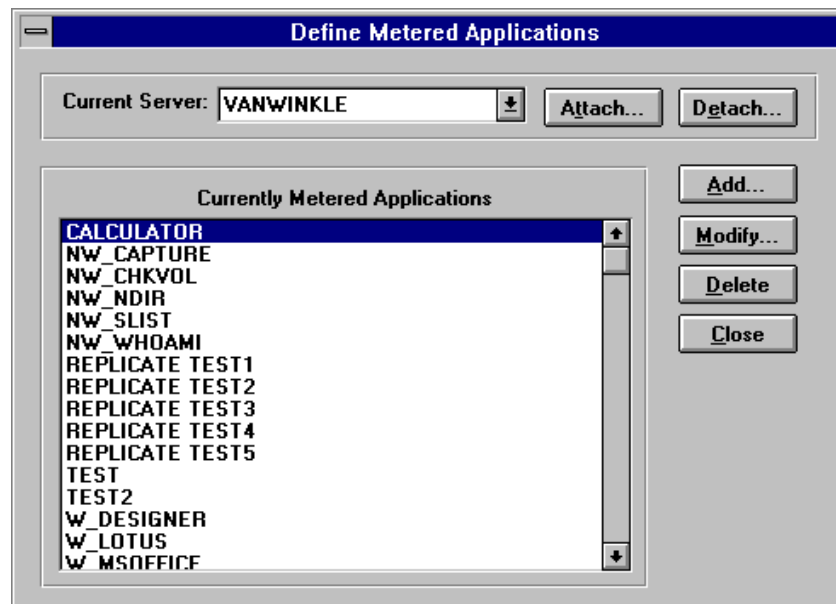 Define Metered Applications
Current Server: VANWINKLE Attach... Detach...
Currently Metered Applications
CALCULATOR
NW_CAPTURE
NW_CHKVOL
NW_NDIR
NW_SLIST
NW_WHOAMI
REPLICATE TEST1
REPLICATE TEST2
REPLICATE TEST3
REPLICATE TEST4
REPLICATE TEST5
TEST
TEST2
W_DESIGNER
W_LOTUS
W_MSOFFICE
Add...
Modify...
Delete
Close